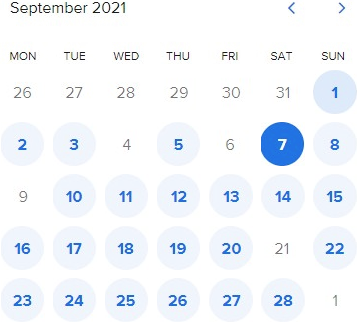 September 2021
MON TUE WED THU FRI SAT SUN
26 27 28 29 30 31 1
2 3 4 5 6 7 8
9 10 11 12 13 14 15
16 17 18 19 20 21 22
23 24 25 26 27 28 1